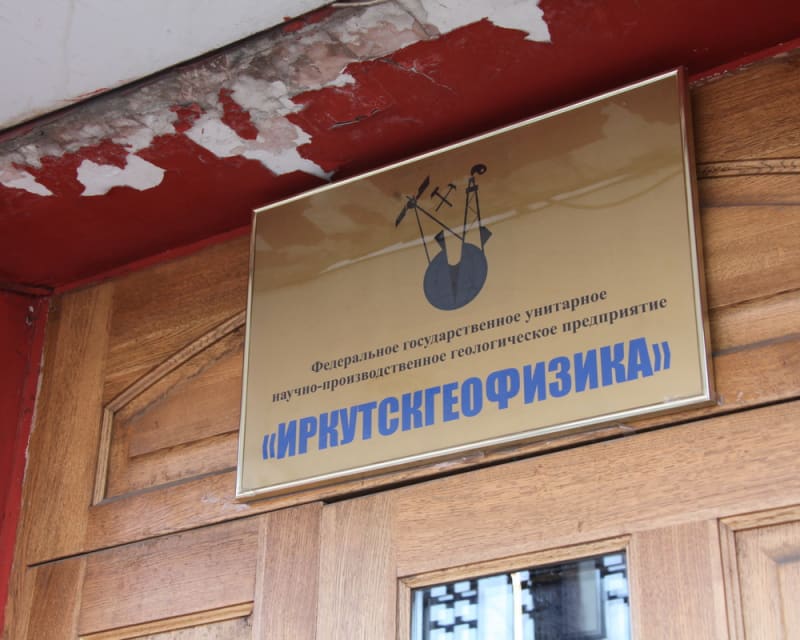 Федеральное государственное унитарное
научно-производственное геологическое предприятие
«ИРКУТСКГЕОФИЗИКА»